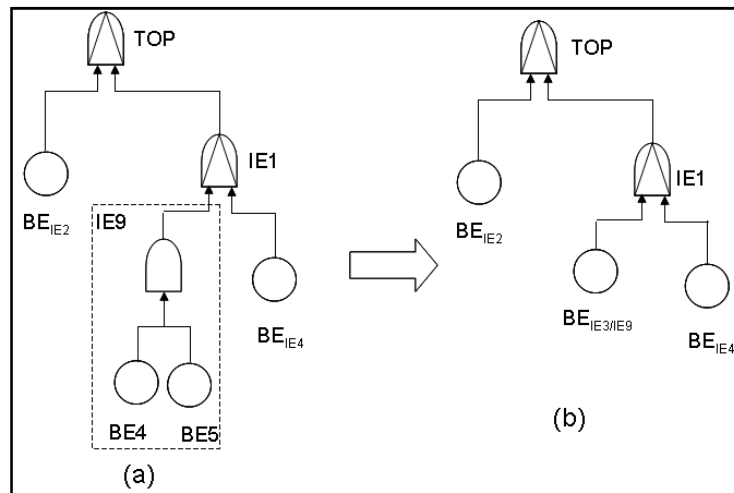 TOP
IE1
BE_IE2
IE9
BE_IE4
BE4
BE5
(a)
TOP
IE1
BE_IE2
BE_IE3/IE9
BE_IE4
(b)